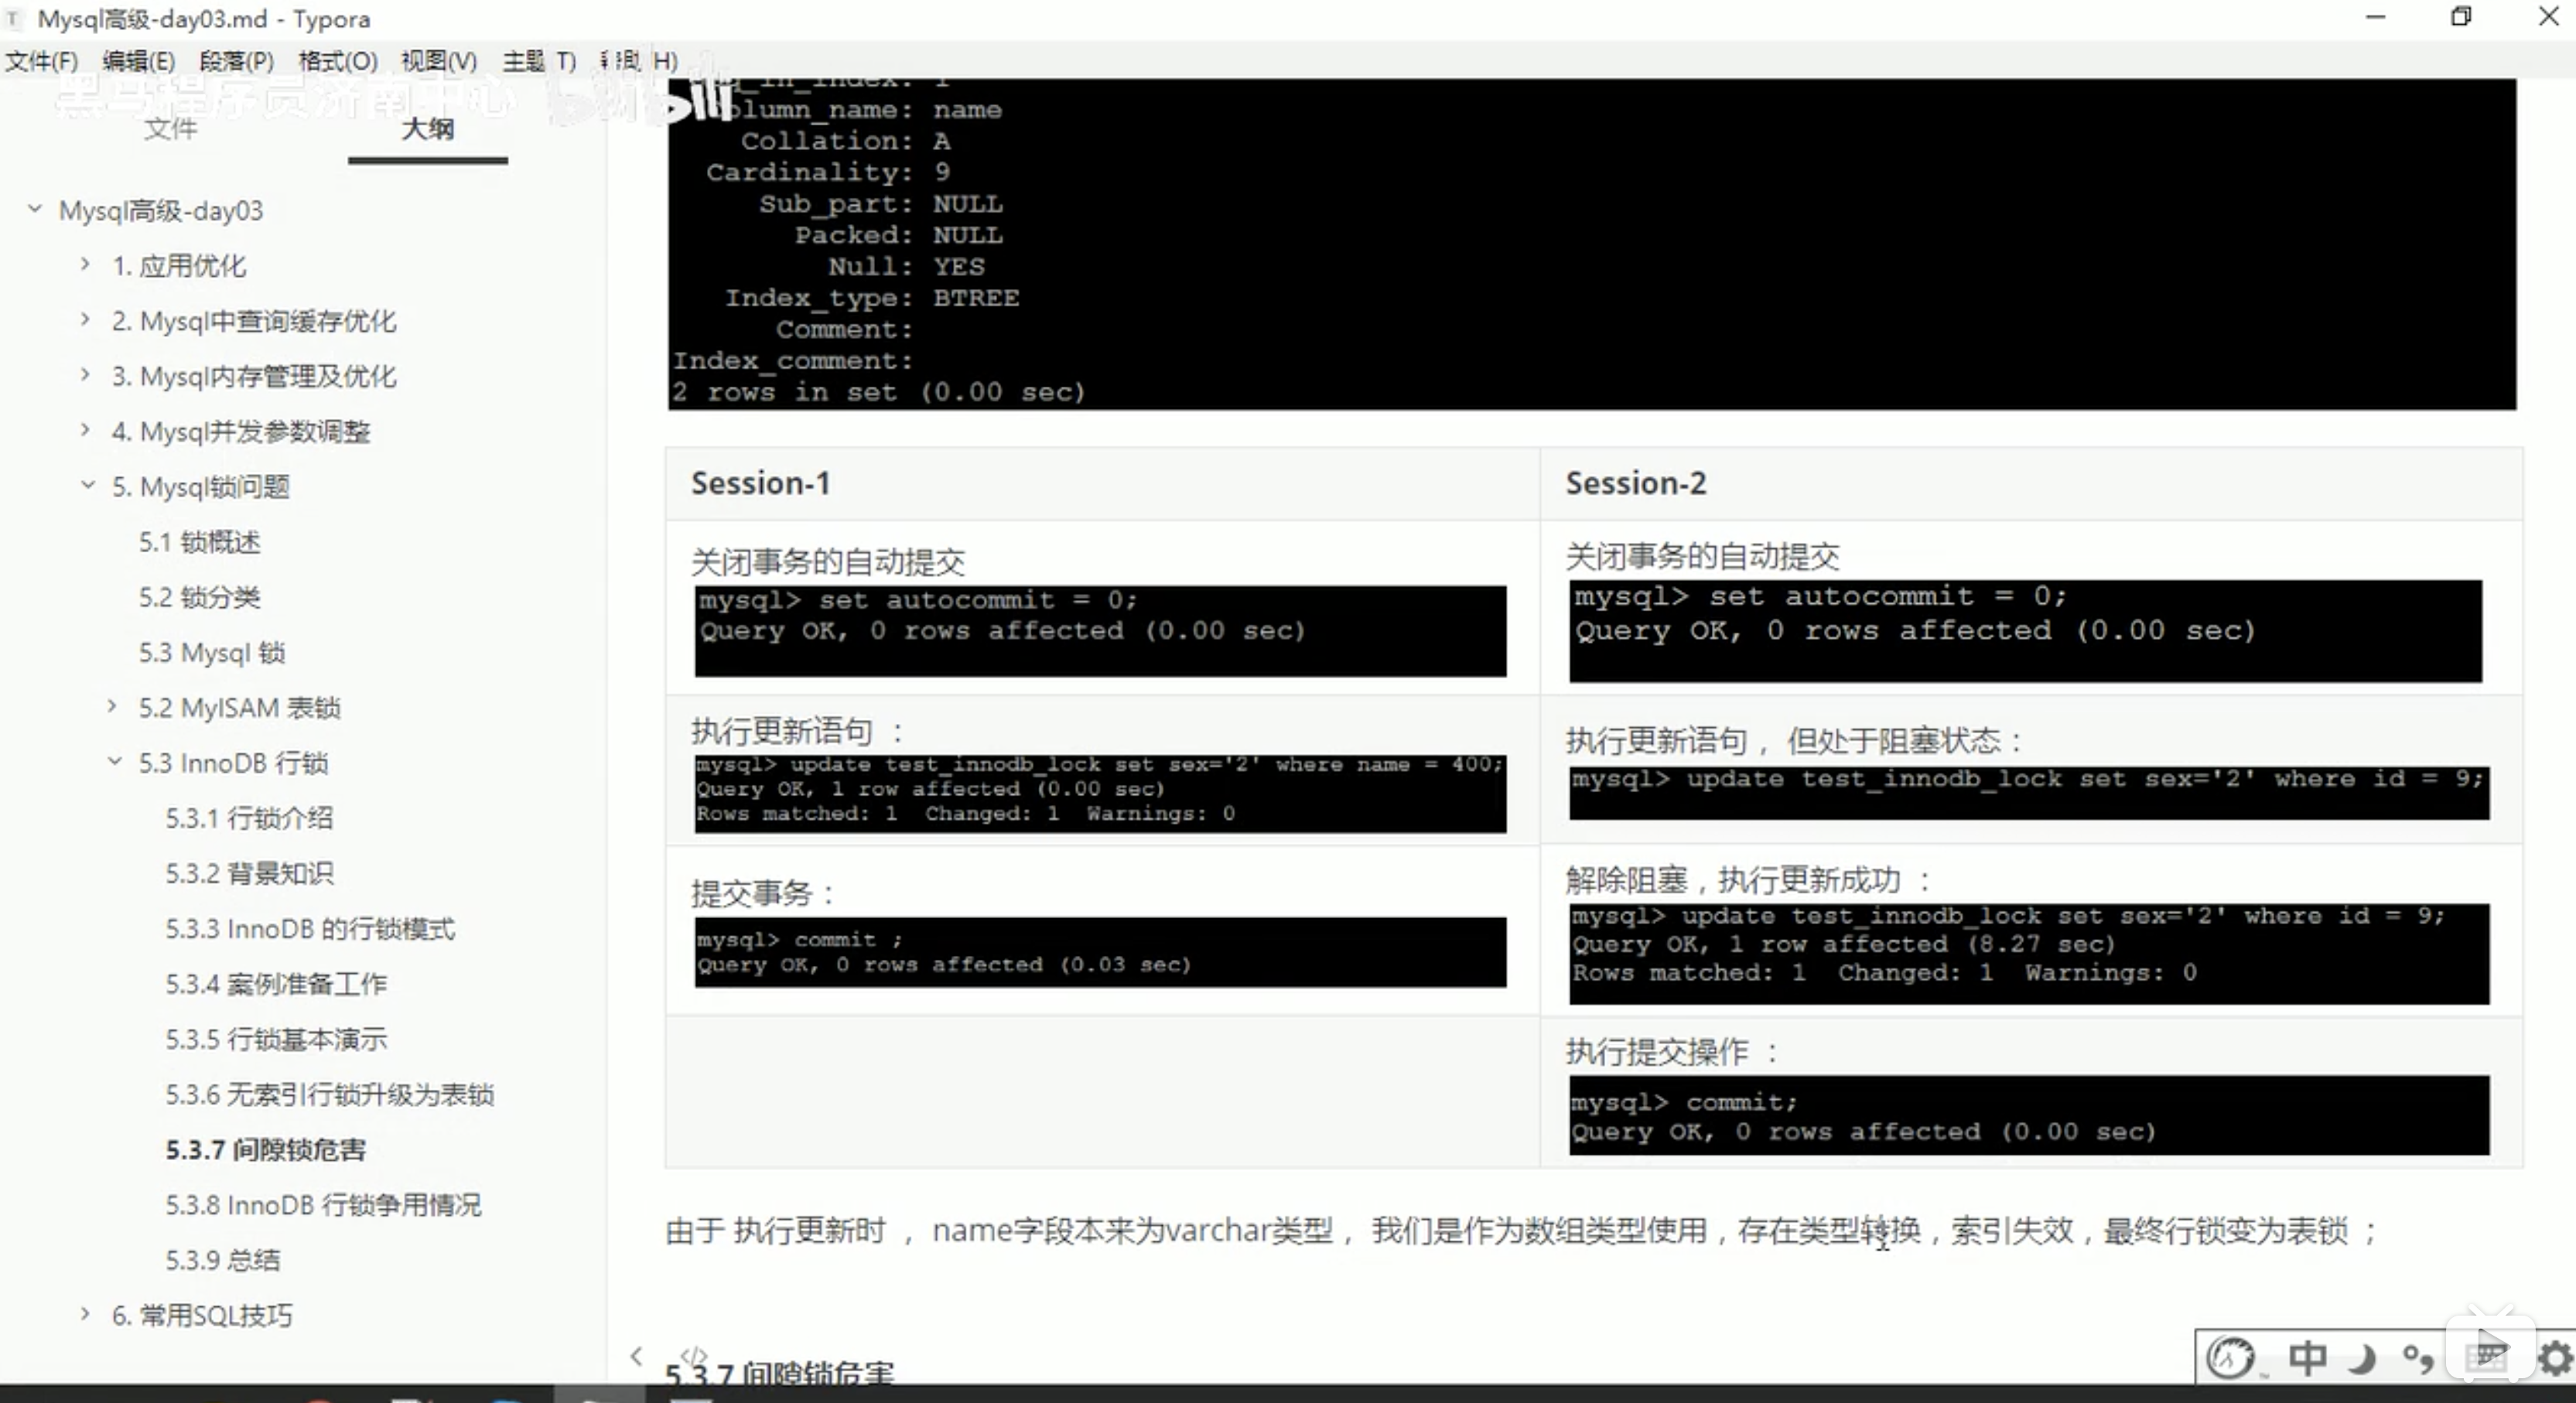 Mysql高级-day03.md - Typora
文件(F) 编辑(E) 段落(P) 格式(O) 视图(V) 主题(T) 帮助(H)
黑马程序员济南中心 bilibili
文件 大纲
Mysql高级-day03
1. 应用优化
2. Mysql中查询缓存优化
3. Mysql内存管理及优化
4. Mysql并发参数调整
5. Mysql锁问题
5.1 锁概述
5.2 锁分类
5.3 Mysql 锁
5.2 MyISAM 表锁
5.3 InnoDB 行锁
5.3.1 行锁介绍
5.3.2 背景知识
5.3.3 InnoDB 的行锁模式
5.3.4 案例准备工作
5.3.5 行锁基本演示
5.3.6 无索引行锁升级为表锁
5.3.7 间隙锁危害
5.3.8 InnoDB 行锁争用情况
5.3.9 总结
6. 常用SQL技巧
_in_index: 1
olumn_name: name
Collation: A
Cardinality: 9
Sub_part: NULL
Packed: NULL
Null: YES
Index_type: BTREE
Comment:
Index_comment:
2 rows in set (0.00 sec)
Session-1 Session-2
关闭事务的自动提交
mysql> set autocommit = 0;
Query OK, 0 rows affected (0.00 sec)
关闭事务的自动提交
mysql> set autocommit = 0;
Query OK, 0 rows affected (0.00 sec)
执行更新语句 ：
mysql> update test_innodb_lock set sex='2' where name = 400;
Query OK, 1 row affected (0.00 sec)
Rows matched: 1 Changed: 1 Warnings: 0
执行更新语句 ， 但处于阻塞状态：
mysql> update test_innodb_lock set sex='2' where id = 9;
提交事务：
mysql> commit ;
Query OK, 0 rows affected (0.03 sec)
解除阻塞，执行更新成功 ：
mysql> update test_innodb_lock set sex='2' where id = 9;
Query OK, 1 row affected (8.27 sec)
Rows matched: 1 Changed: 1 Warnings: 0
执行提交操作 ：
mysql> commit;
Query OK, 0 rows affected (0.00 sec)
由于 执行更新时 ， name字段本来为varchar类型， 我们是作为数组类型使用，存在类型转换，索引失效，最终行锁变为表锁 ；
5.3.7 间隙锁危害
中